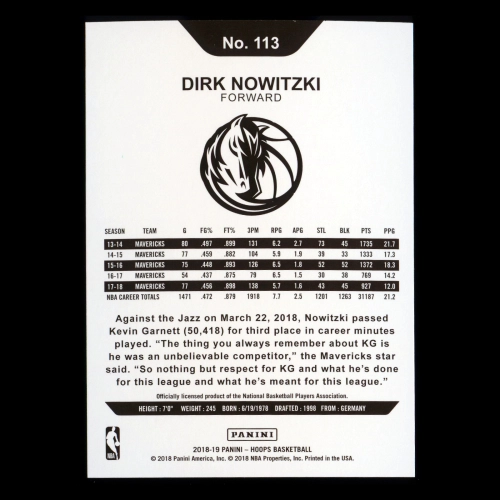 No. 113
DIRK NOWITZKI
FORWARD
SEASON TEAM G FG% FT% 3PM RPG APG STL BLK PTS PPG
13-14 MAVERICKS 80 .497 .899 131 6.2 2.7 73 45 1735 21.7
14-15 MAVERICKS 77 .459 .882 104 5.9 1.9 39 33 1333 17.3
15-16 MAVERICKS 75 .448 .893 126 6.5 1.8 52 52 1372 18.3
16-17 MAVERICKS 54 .437 .875 79 6.5 1.5 30 38 769 14.2
17-18 MAVERICKS 77 .456 .898 138 5.7 1.6 43 45 927 12.0
NBA CAREER TOTALS 1471 .472 .879 1918 7.7 2.5 1201 1263 31187 21.2
Against the Jazz on March 22, 2018, Nowitzki passed
Kevin Garnett (50,418) for third place in career minutes
played. “The thing you always remember about KG is
he was an unbelievable competitor,” the Mavericks star
said. “So nothing but respect for KG and what he’s done
for this league and what he’s meant for this league.”
Officially licensed product of the National Basketball Players Association.
HEIGHT: 7'0" WEIGHT: 245 BORN: 6/19/1978 DRAFTED: 1998 FROM: GERMANY
NBA
PANINI
2018-19 PANINI – HOOPS BASKETBALL
© 2018 Panini America, Inc. © 2018 NBA Properties, Inc. Printed in the USA.